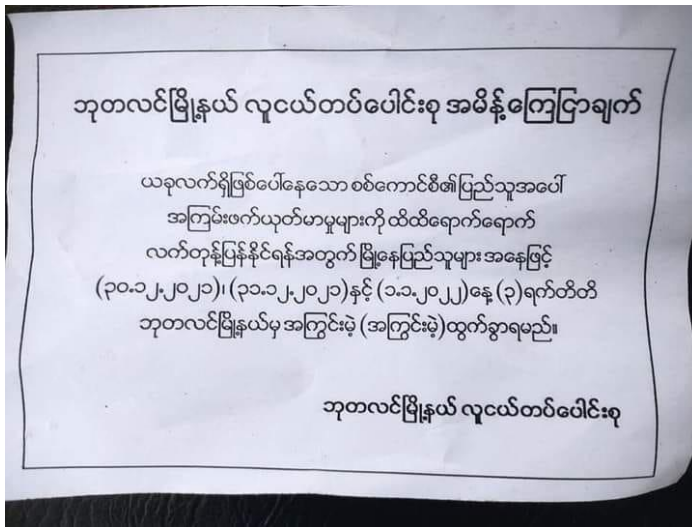 ဘုတလင်မြို့နယ် လူငယ်တပ်ပေါင်းစု အမိန့်ကြေငြာချက်
ယခုလက်ရှိဖြစ်ပေါ်နေသော စစ်ကောင်စီ၏ပြည်သူအပေါ်
အကြမ်းဖက်ယုတ်မာမှုများကို ထိထိရောက်ရောက်
လက်တုန့်ပြန်နိုင်ရန်အတွက် မြို့နေပြည်သူများ အနေဖြင့်
(၃၀.၁၂.၂၀၂၁)၊ (၃၁.၁၂.၂၀၂၁)နှင့် (၁.၁.၂၀၂၂)နေ့ (၃)ရက်တိတိ
ဘုတလင်မြို့နယ်မှ အကြွင်းမဲ့ (အကြွင်းမဲ့)ထွက်ခွာရမည်။
ဘုတလင်မြို့နယ် လူငယ်တပ်ပေါင်းစု